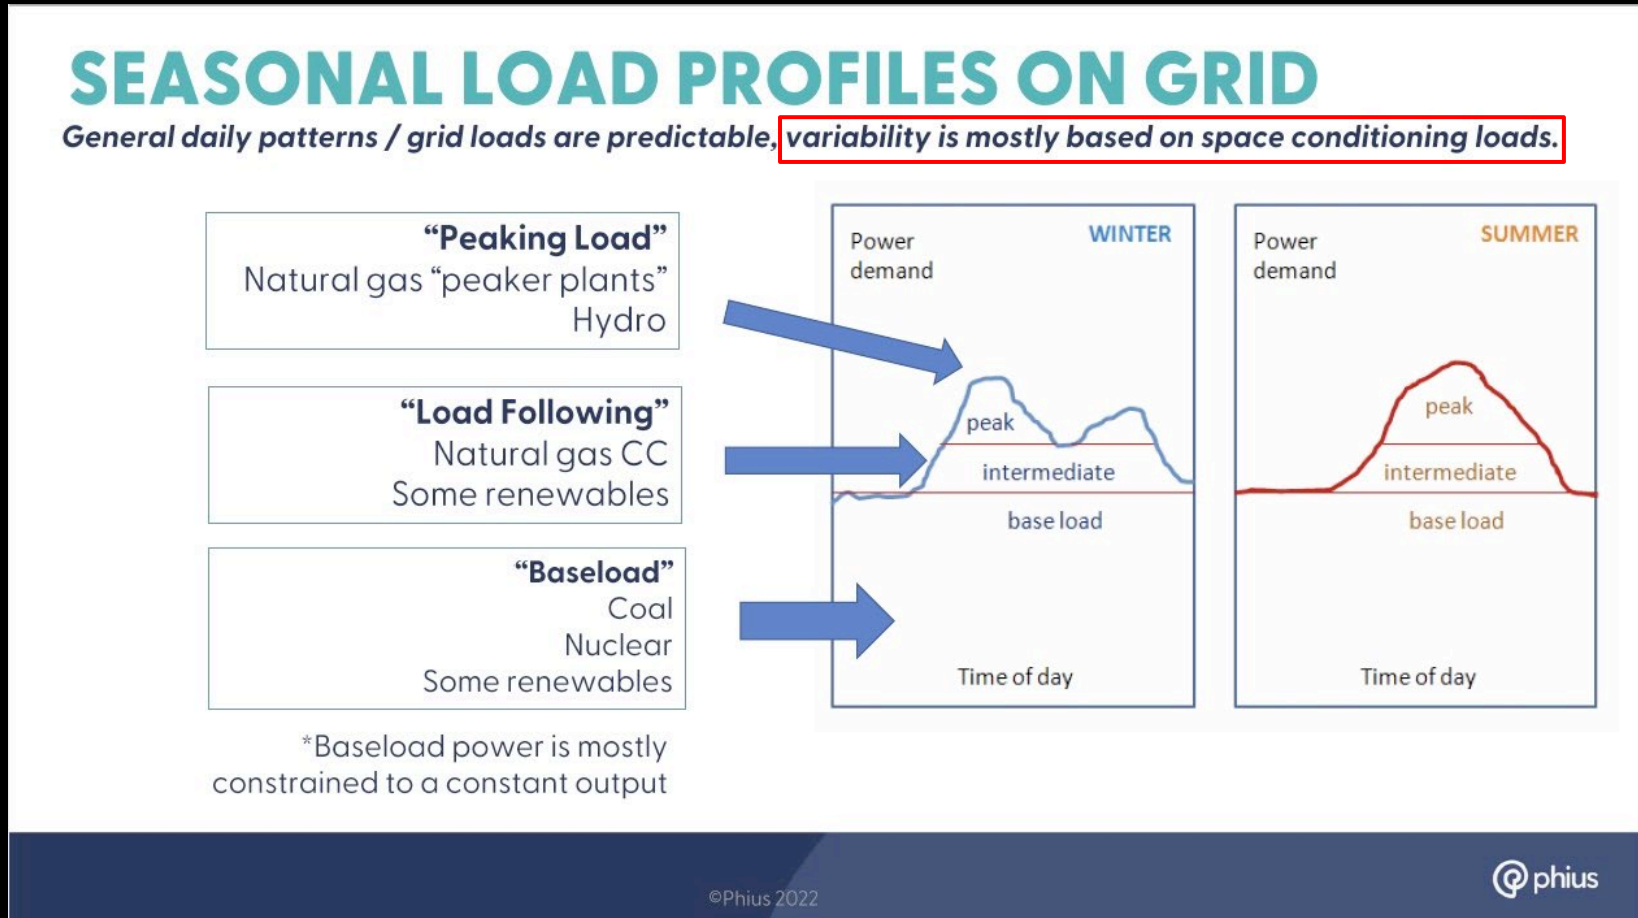 SEASONAL LOAD PROFILES ON GRID
General daily patterns / grid loads are predictable, variability is mostly based on space conditioning loads.
“Peaking Load”
Natural gas “peaker plants”
Hydro
“Load Following”
Natural gas CC
Some renewables
“Baseload”
Coal
Nuclear
Some renewables
*Baseload power is mostly
constrained to a constant output
Power
demand
WINTER
peak
intermediate
base load
Time of day
Power
demand
SUMMER
peak
intermediate
base load
Time of day
©Phius 2022
phius